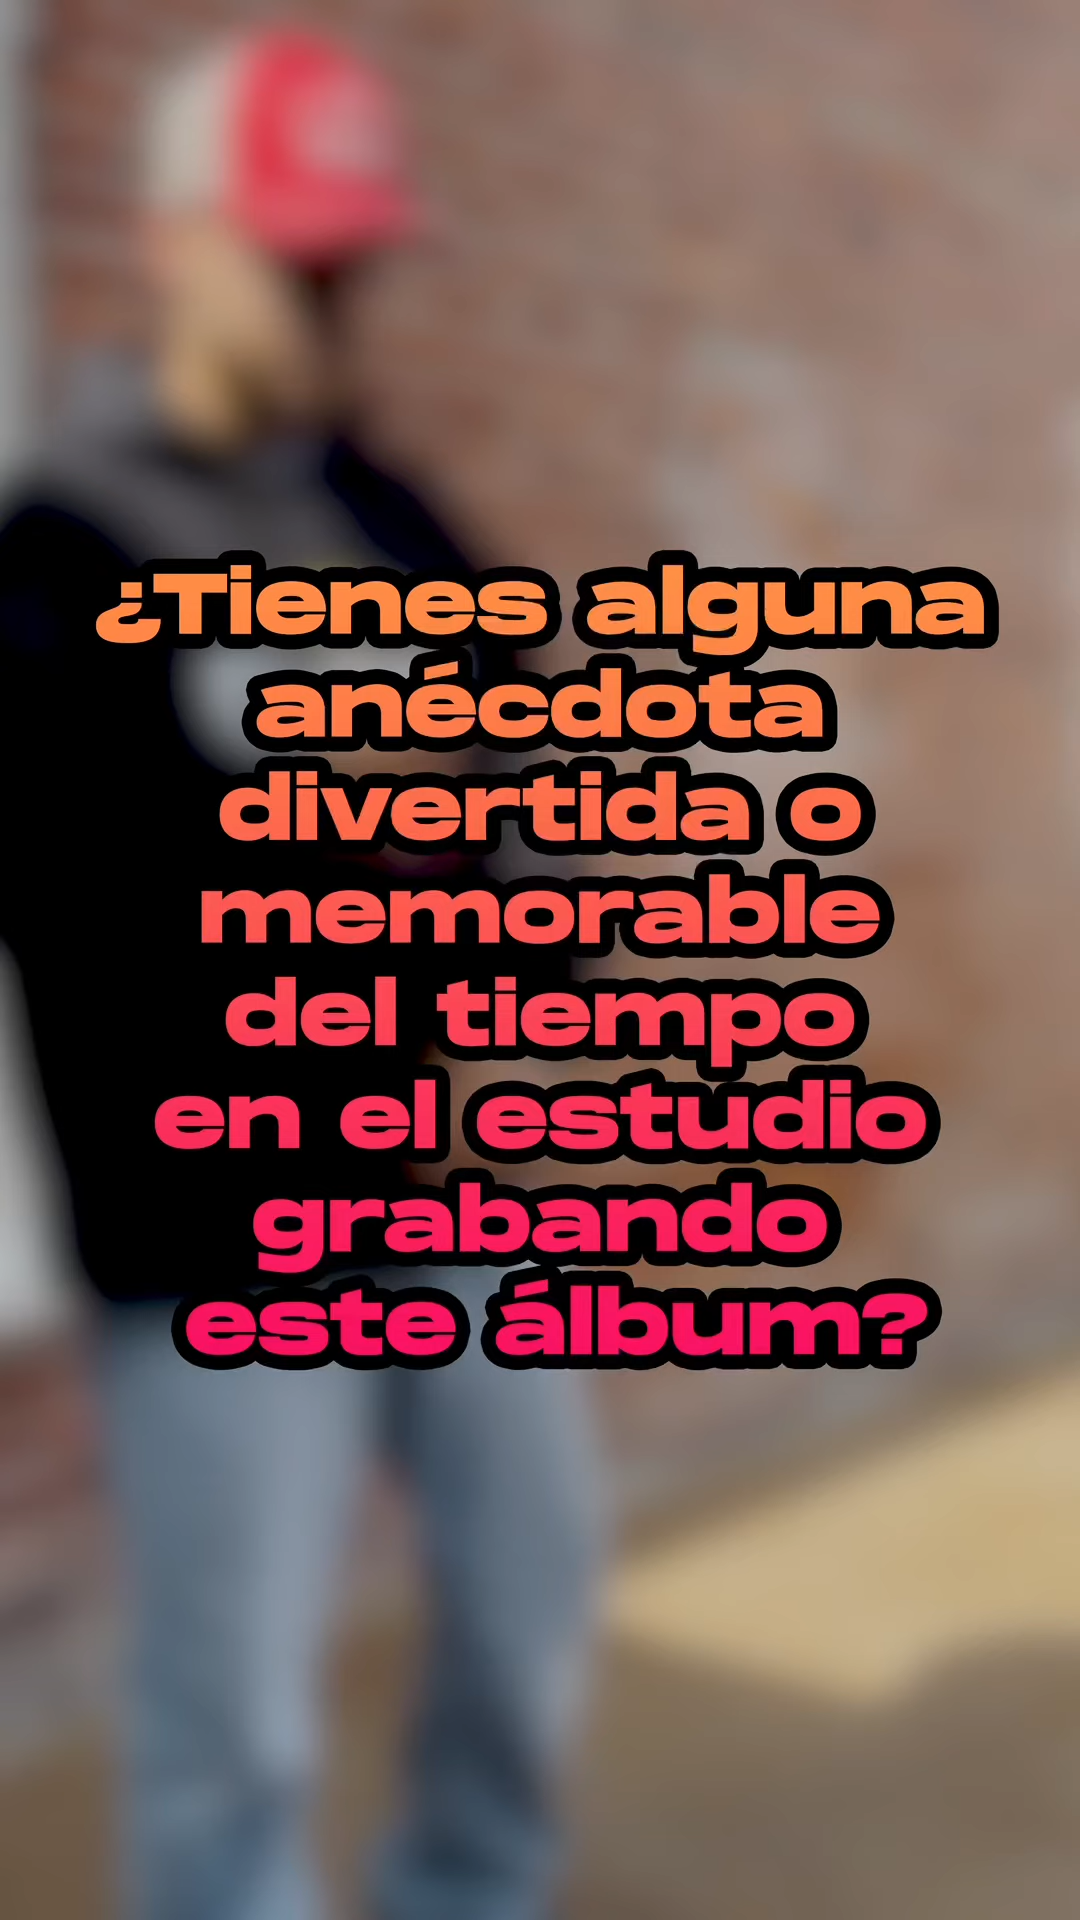 ¿Tienes alguna
anécdota
divertida o
memorable
del tiempo
en el estudio
grabando
este álbum?